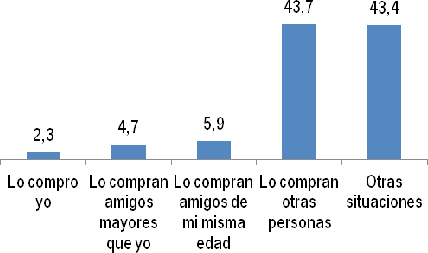 2,3
4,7
5,9
43,7
43,4
Lo compro
yo
Lo compran
amigos
mayores
que yo
Lo compran
amigos de
mi misma
edad
Lo compran
otras
personas
Otras
situaciones